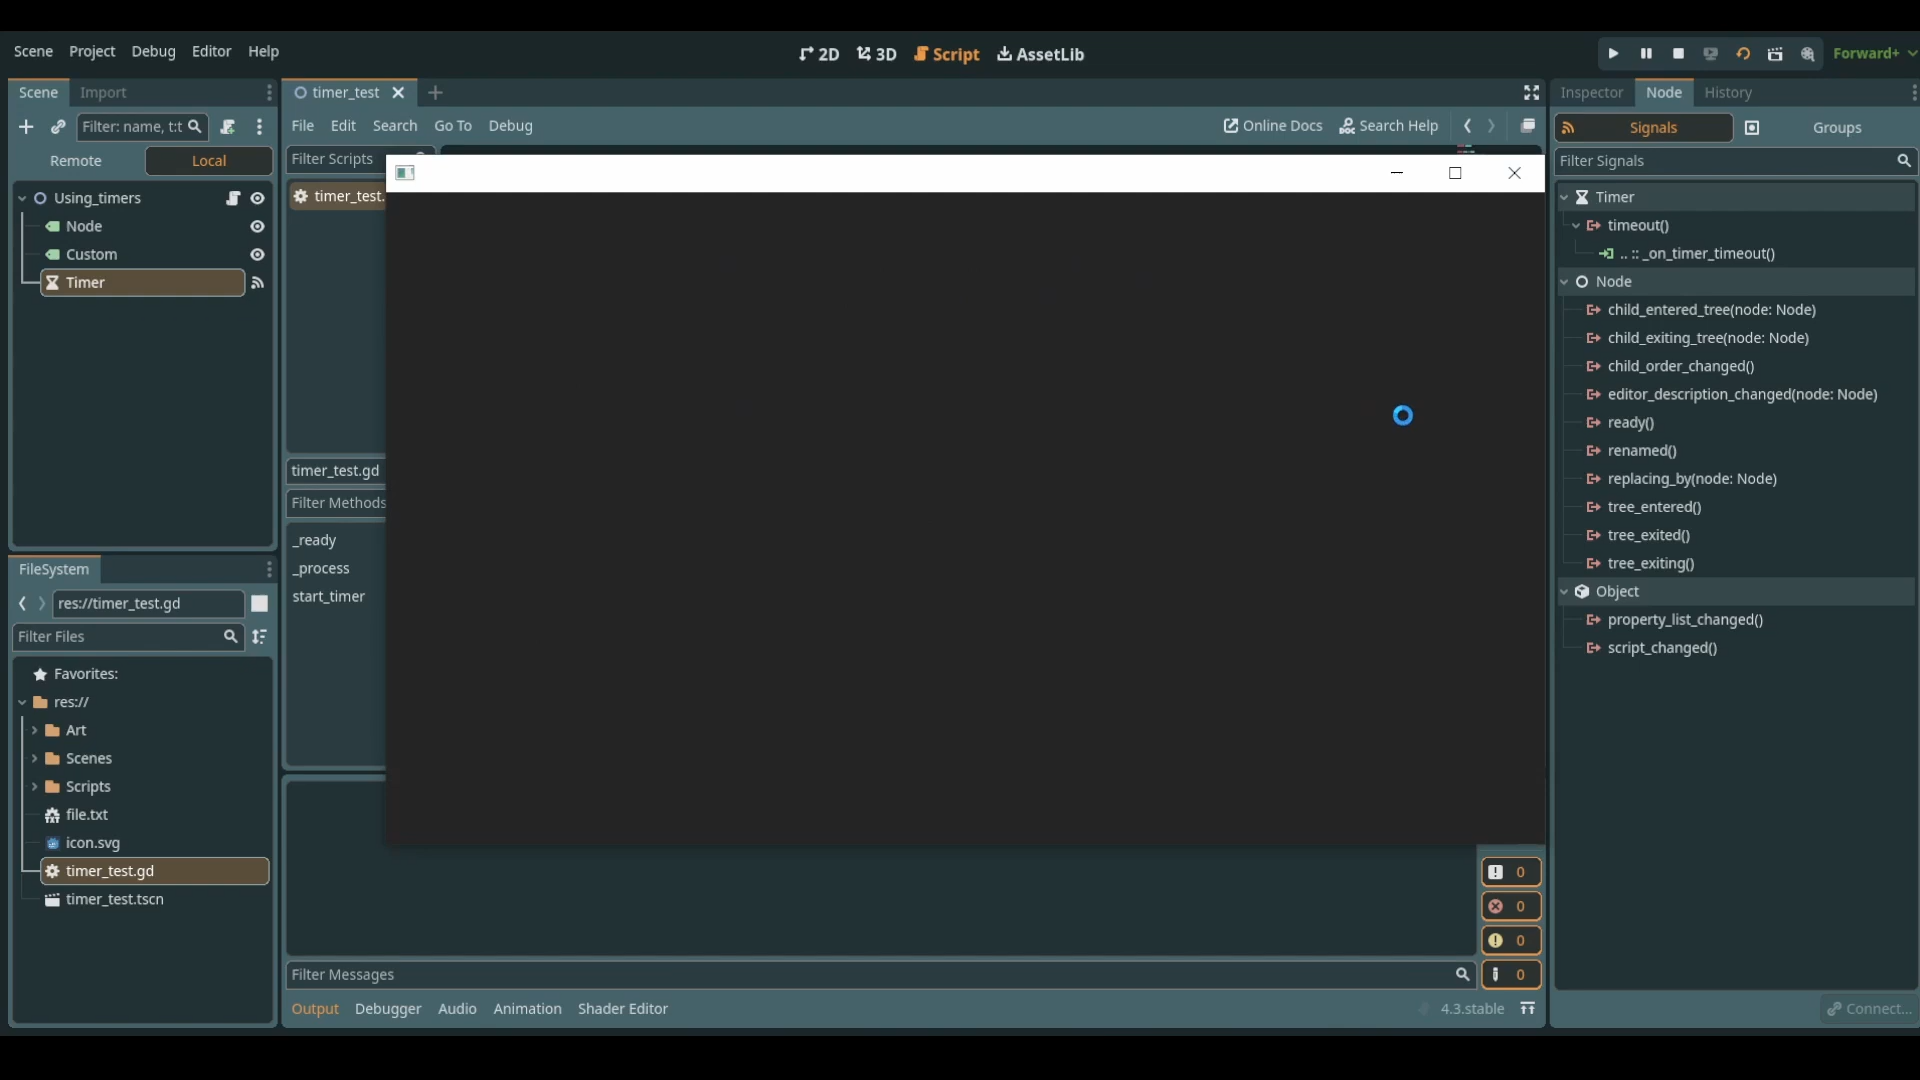 Scene Project Debug Editor Help
2D 3D Script AssetLib
Forward+
Scene Import
timer_test
Inspector Node History
Filter: name, t:t
File Edit Search Go To Debug
Online Docs Search Help
Signals Groups
Remote Local
Filter Scripts
Filter Signals
Using_timers
Node
Custom
Timer
timer_test.
Timer
timeout()
.. :: _on_timer_timeout()
Node
child_entered_tree(node: Node)
child_exiting_tree(node: Node)
child_order_changed()
editor_description_changed(node: Node)
ready()
renamed()
replacing_by(node: Node)
tree_entered()
tree_exited()
tree_exiting()
Object
property_list_changed()
script_changed()
timer_test.gd
Filter Methods
_ready
_process
start_timer
FileSystem
res://timer_test.gd
Filter Files
Favorites:
res://
Art
Scenes
Scripts
file.txt
icon.svg
timer_test.gd
timer_test.tscn
0
0
0
0
Filter Messages
Output Debugger Audio Animation Shader Editor
4.3.stable
Connect...